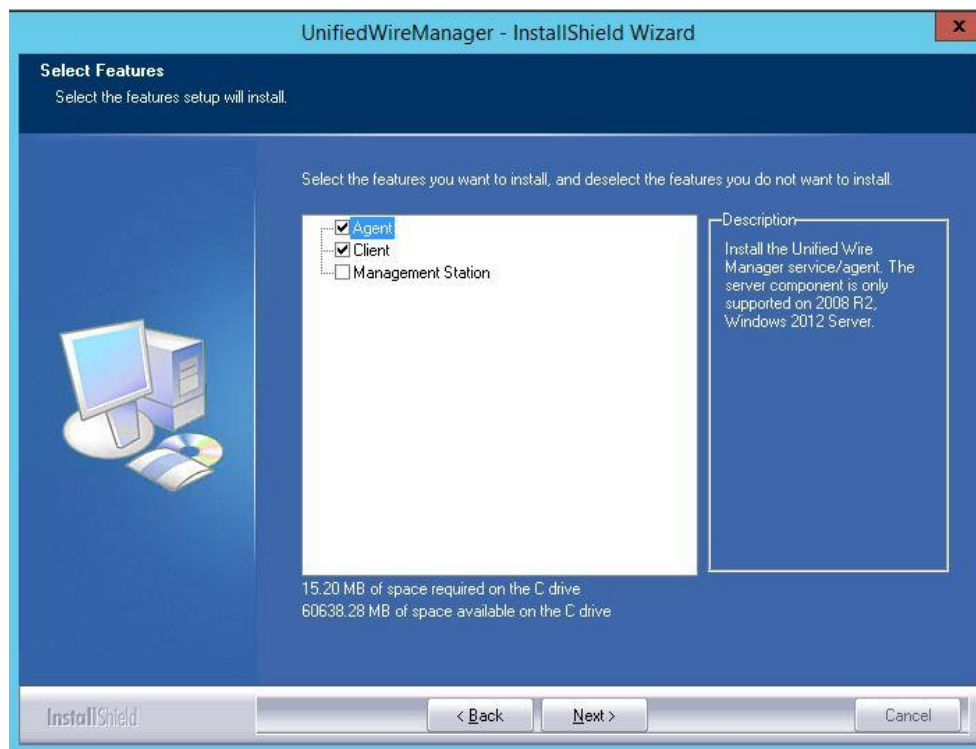 UnifiedWireManager - InstallShield Wizard
x
Select Features
Select the features setup will install.
Select the features you want to install, and deselect the features you do not want to install.
Agent
Client
Management Station
Description
Install the Unified Wire
Manager service/agent. The
server component is only
supported on 2008 R2,
Windows 2012 Server.
15.20 MB of space required on the C drive
60638.28 MB of space available on the C drive
InstallShield
< Back
Next >
Cancel